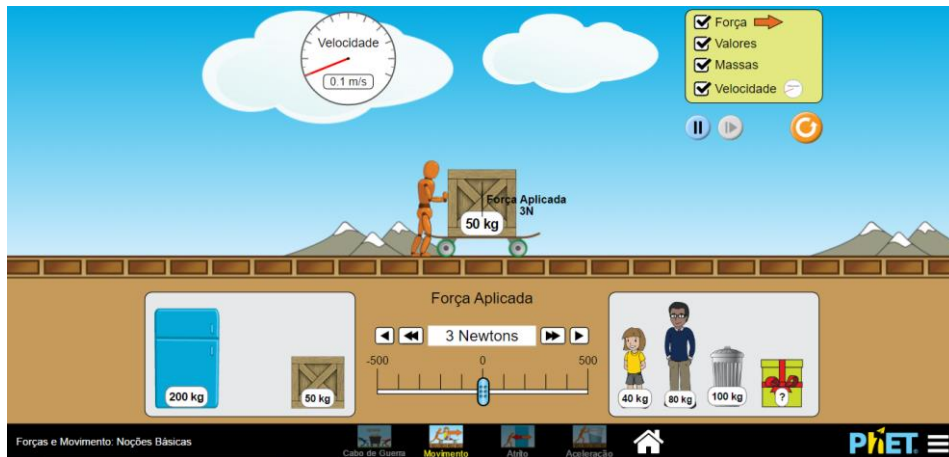 Velocidade
0.1 m/s
Força
Valores
Massas
Velocidade
Força Aplicada
3N
50 kg
Força Aplicada
3 Newtons
-500 0 500
200 kg
50 kg
40 kg
80 kg
100 kg
?
Forças e Movimento: Noções Básicas
Cabo de Guerra
Movimento
Atrito
Aceleração
PhET